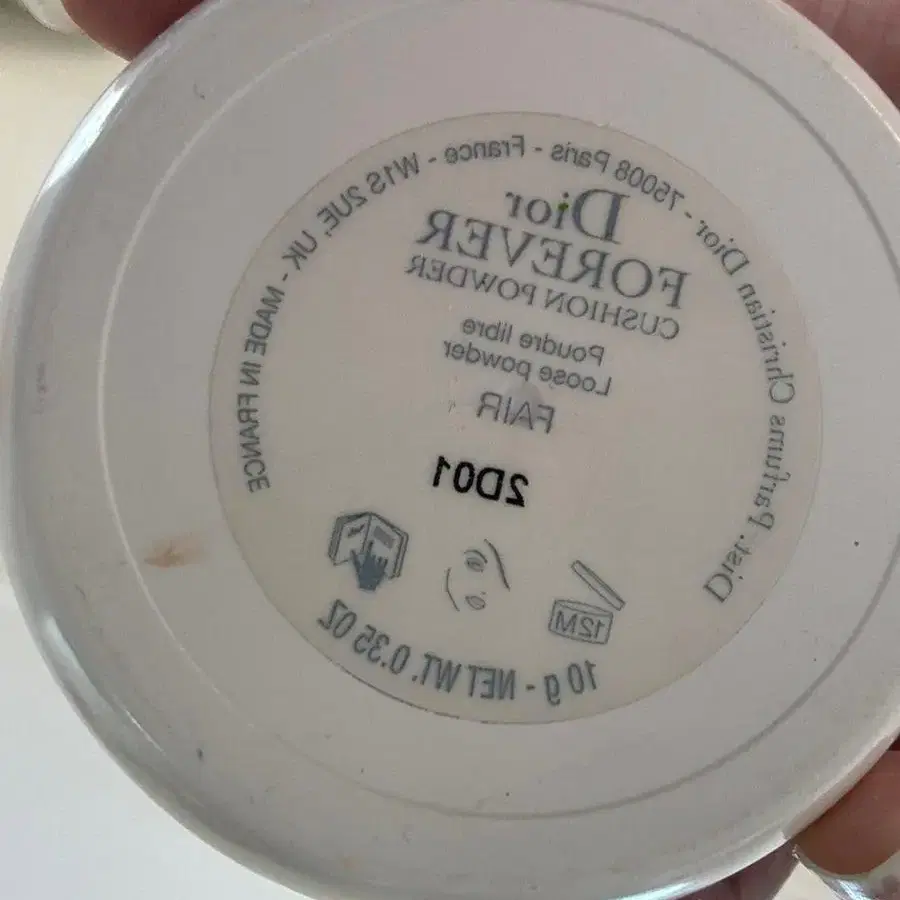 Dist. Parfums Christian Dior - 75008 Paris - France - W1S 2UE, UK - MADE IN FRANCE
Dior
FOREVER
CUSHION POWDER
Poudre libre
Loose powder
FAIR
2D01
12M
10 g - NET WT. 0.35 OZ